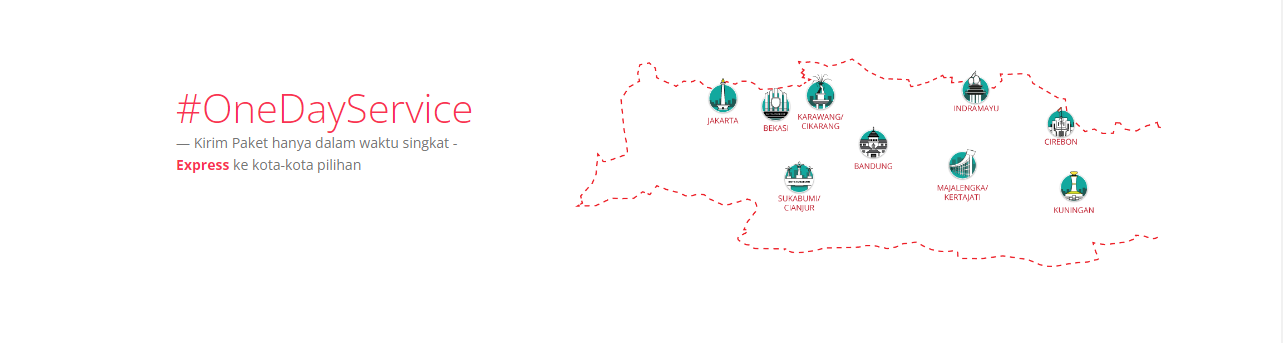 #OneDayService
— Kirim Paket hanya dalam waktu singkat -
Express ke kota-kota pilihan
JAKARTA
BEKASI
KARAWANG/
CIKARANG
INDRAMAYU
CIREBON
BANDUNG
SUKABUMI/
CIANJUR
MAJALENGKA/
KERTAJATI
KUNINGAN